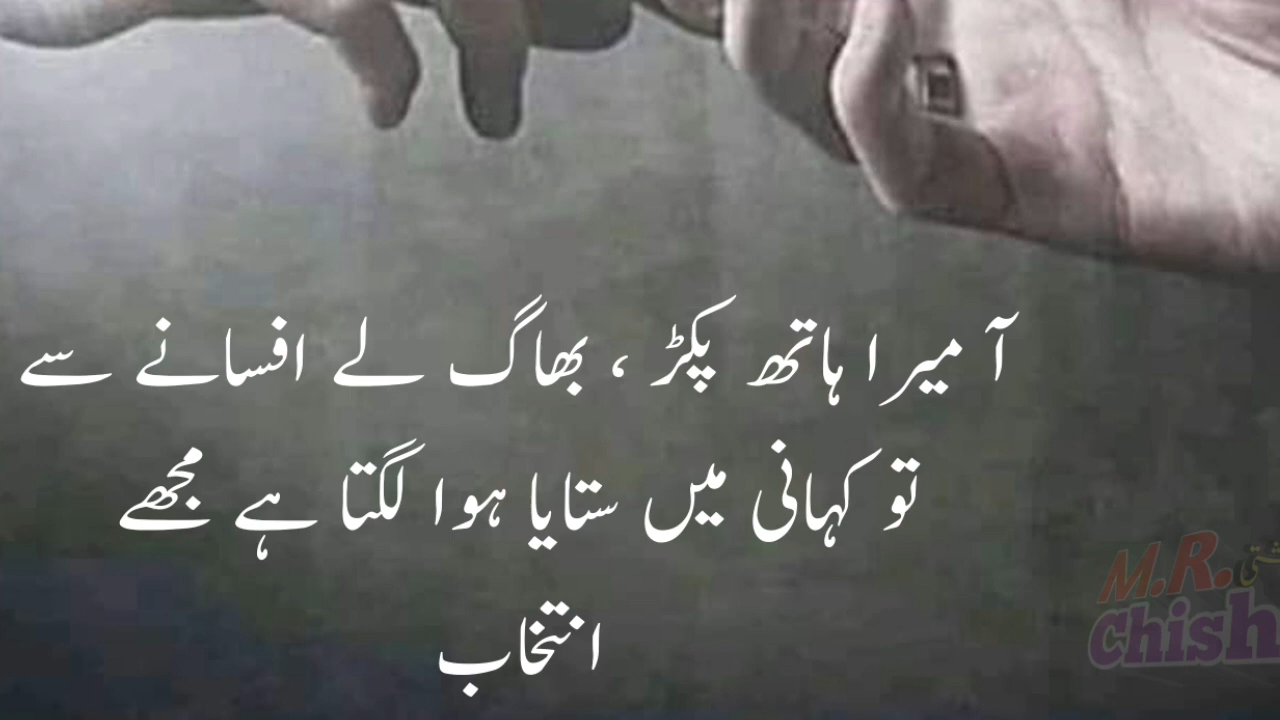 آ میرا ہاتھ پکڑ ، بھاگ لے افسانے سے
تو کہانی میں ستایا ہوا لگتا ہے مجھے
انتخاب
M.R.
Chish